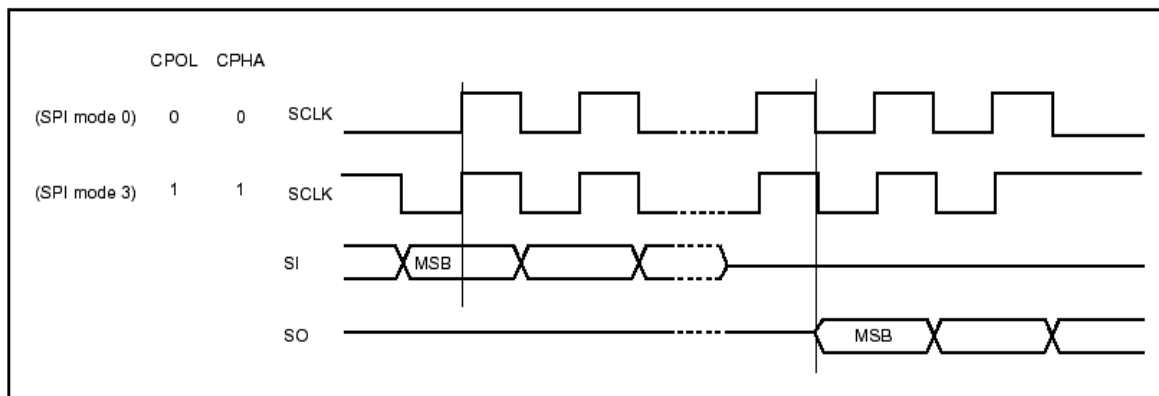 CPOL CPHA
(SPI mode 0) 0 0 SCLK
(SPI mode 3) 1 1 SCLK
SI MSB
SO MSB